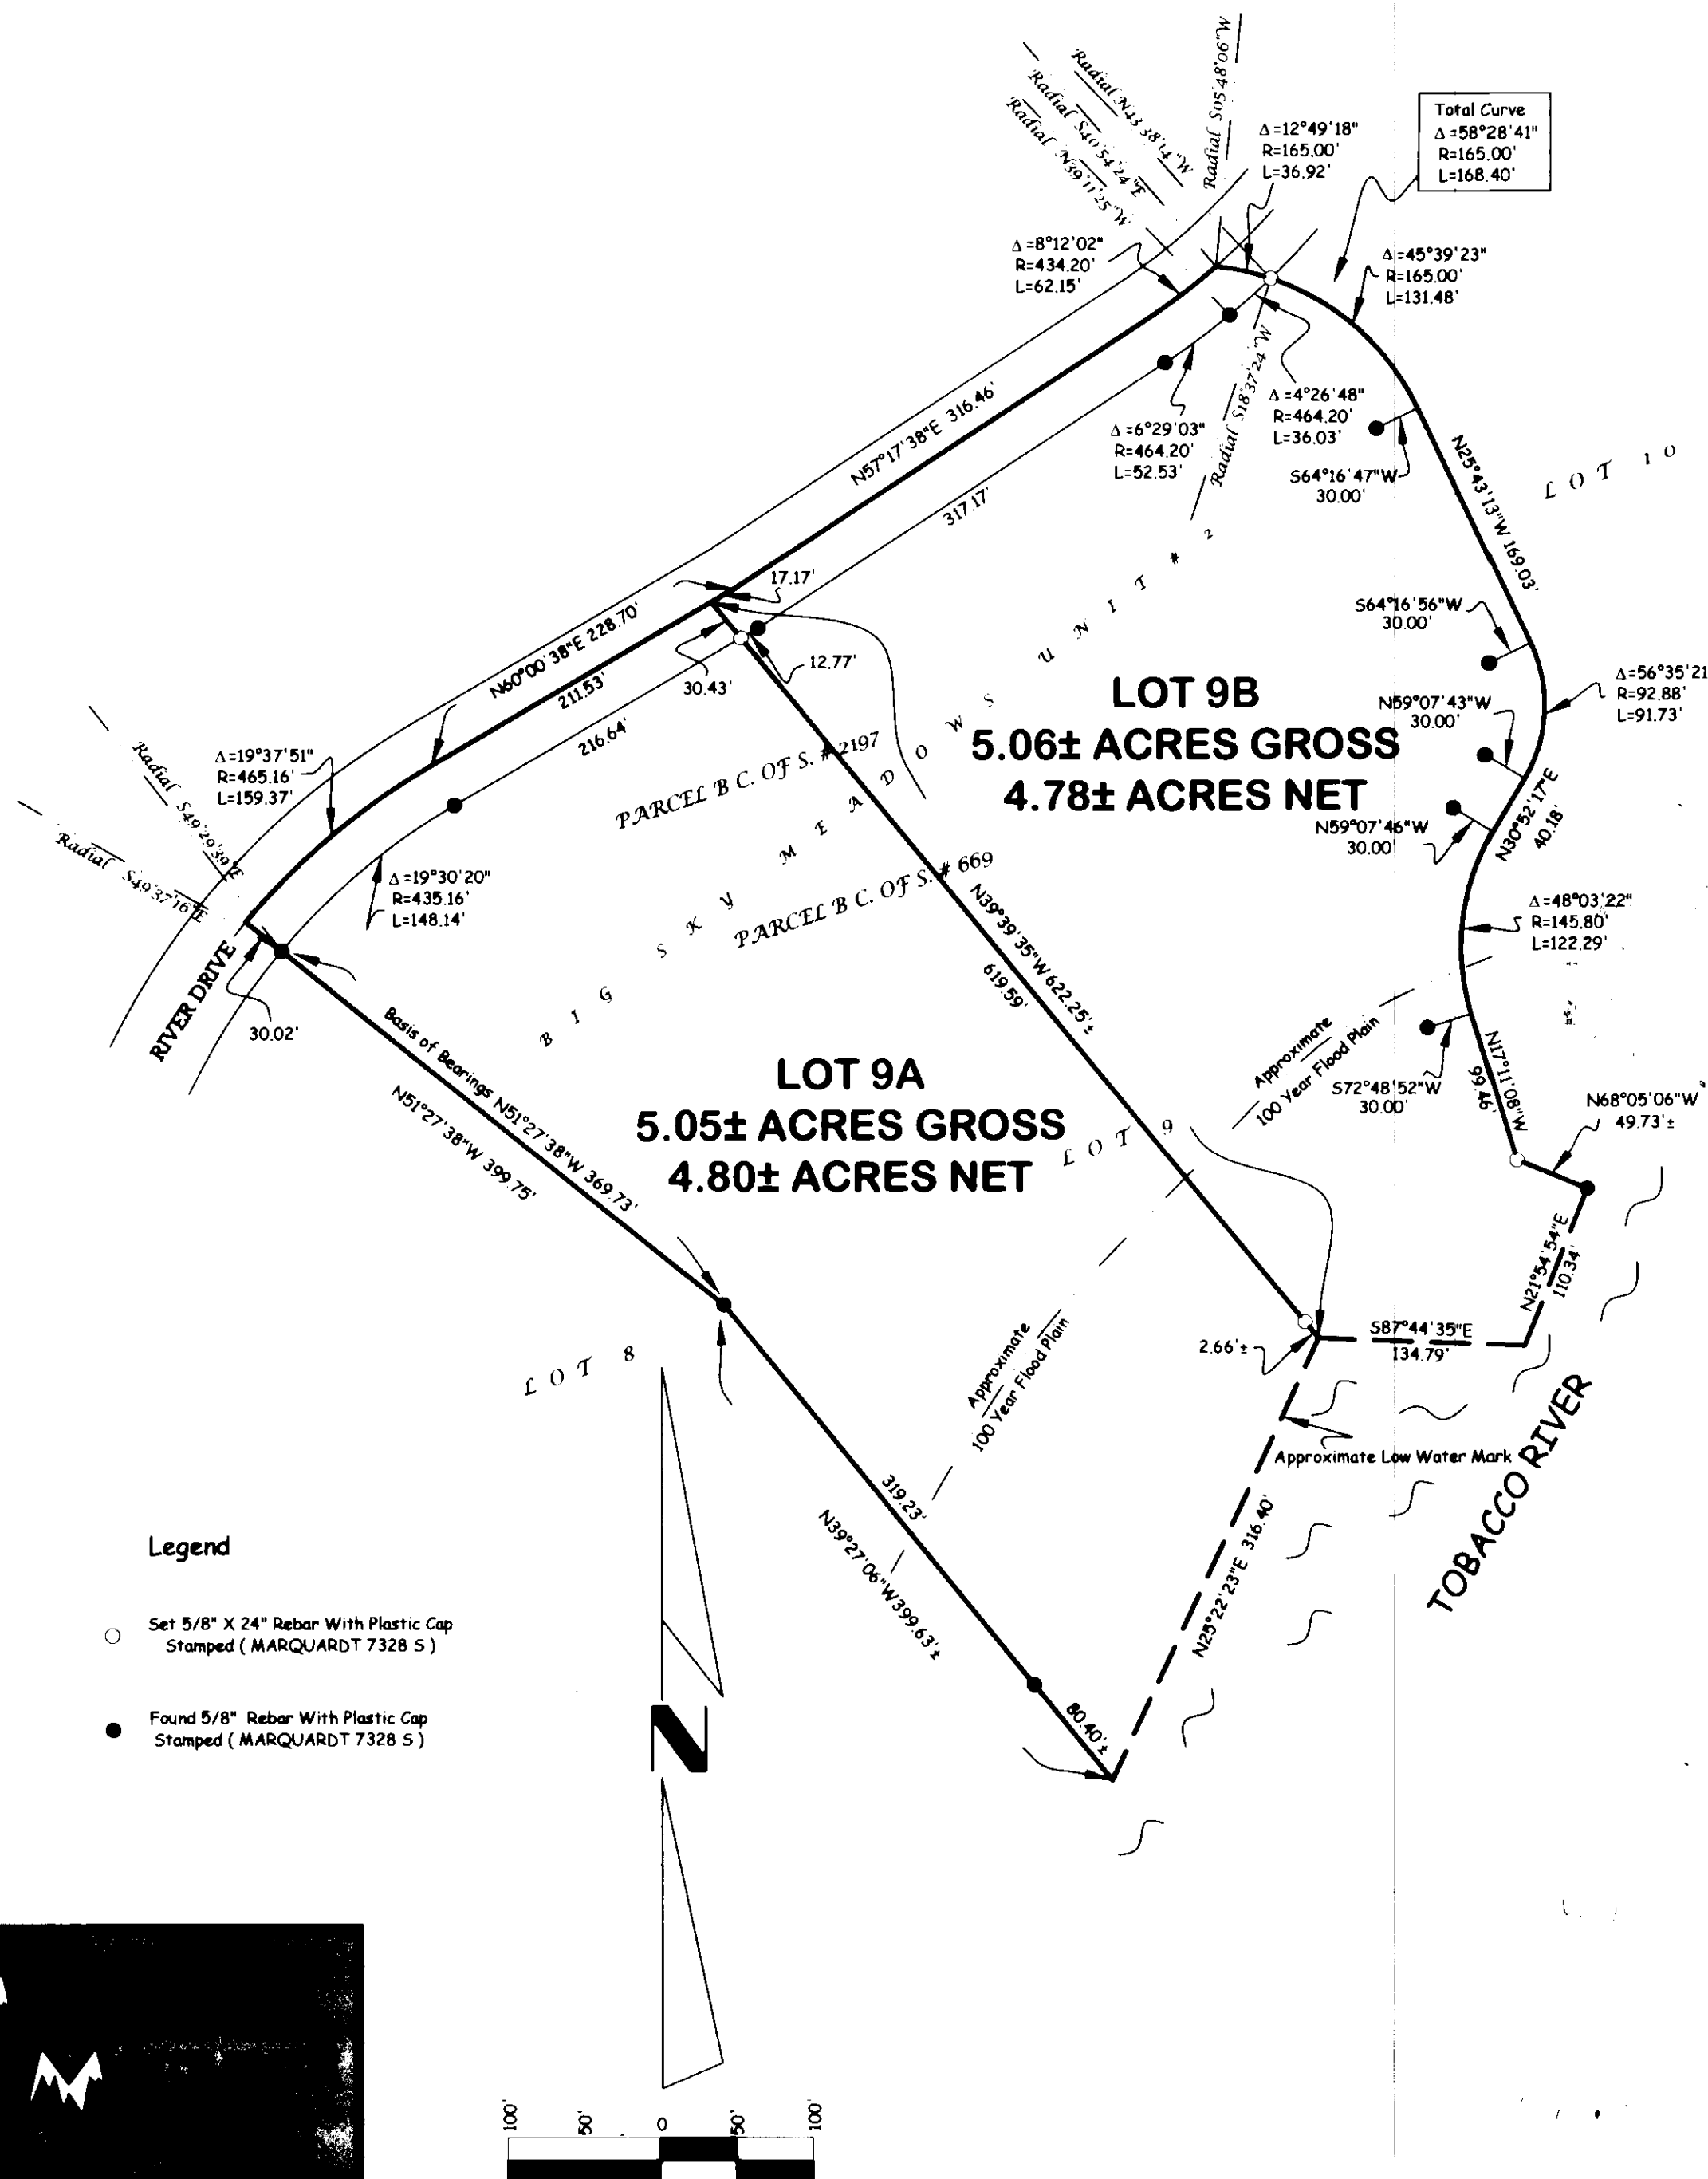 Radial N43°38'14"W
Radial S40°54'24"E
Radial N39°11'25"W
Radial S05°48'06"W
Δ=12°49'18"
R=165.00'
L=36.92'
Total Curve
Δ=58°28'41"
R=165.00'
L=168.40'
Δ=8°12'02"
R=434.20'
L=62.15'
Δ=45°39'23"
R=165.00'
L=131.48'
N57°17'38"E 316.46'
317.17'
Δ=6°29'03"
R=464.20'
L=52.53'
Radial S18°37'24"W
Δ=4°26'48"
R=464.20'
L=36.03'
S64°16'47"W
30.00'
N25°43'13"W 169.03'
LOT 10
17.17'
12.77'
30.43'
N60°00'38"E 228.70'
211.53'
216.64'
S64°16'56"W
30.00'
Δ=56°35'21
R=92.88'
L=91.73'
N59°07'43"W
30.00'
LOT 9B
5.06± ACRES GROSS
4.78± ACRES NET
N59°07'46"W
30.00'
N30°52'17"E
40.18'
Radial S49°29'39"E
Radial S49°37'16"E
Δ=19°37'51"
R=465.16'
L=159.37'
Δ=19°30'20"
R=435.16'
L=148.14'
PARCEL B C. OF S. # 2197
BIG SKY MEADOWS UNIT # 2
PARCEL B C. OF S. # 669
N39°39'35"W 622.25'±
619.59'
Δ=48°03'22"
R=145.80'
L=122.29'
RIVER DRIVE
30.02'
Basis of Bearings N51°27'38"W 369.73'
N51°27'38"W 399.75'
LOT 9A
5.05± ACRES GROSS
4.80± ACRES NET
LOT 9
Approximate
100 Year Flood Plain
S72°48'52"W
30.00'
N17°11'08"W
99.46'
N68°05'06"W
49.73'±
N21°54'54"E
110.34'
S87°44'35"E
134.79'
2.66'±
LOT 8
Approximate
100 Year Flood Plain
Approximate Low Water Mark
TOBACCO RIVER
319.23'
N39°27'06"W399.63'±
N25°22'23"E 316.40'
80.40'±
Legend
Set 5/8" X 24" Rebar With Plastic Cap
Stamped ( MARQUARDT 7328 S )
Found 5/8" Rebar With Plastic Cap
Stamped ( MARQUARDT 7328 S )
N
100' 50' 0 50' 100'